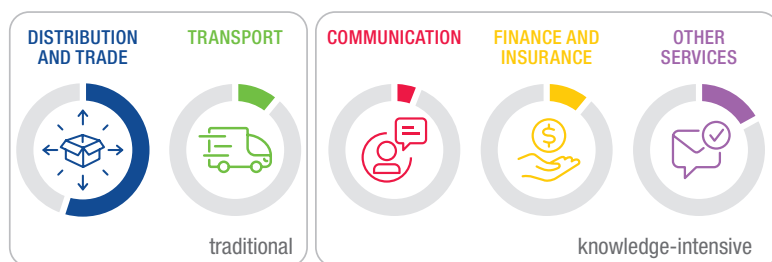 DISTRIBUTION
AND TRADE
TRANSPORT
COMMUNICATION
FINANCE AND
INSURANCE
OTHER
SERVICES
$
traditional
knowledge-intensive